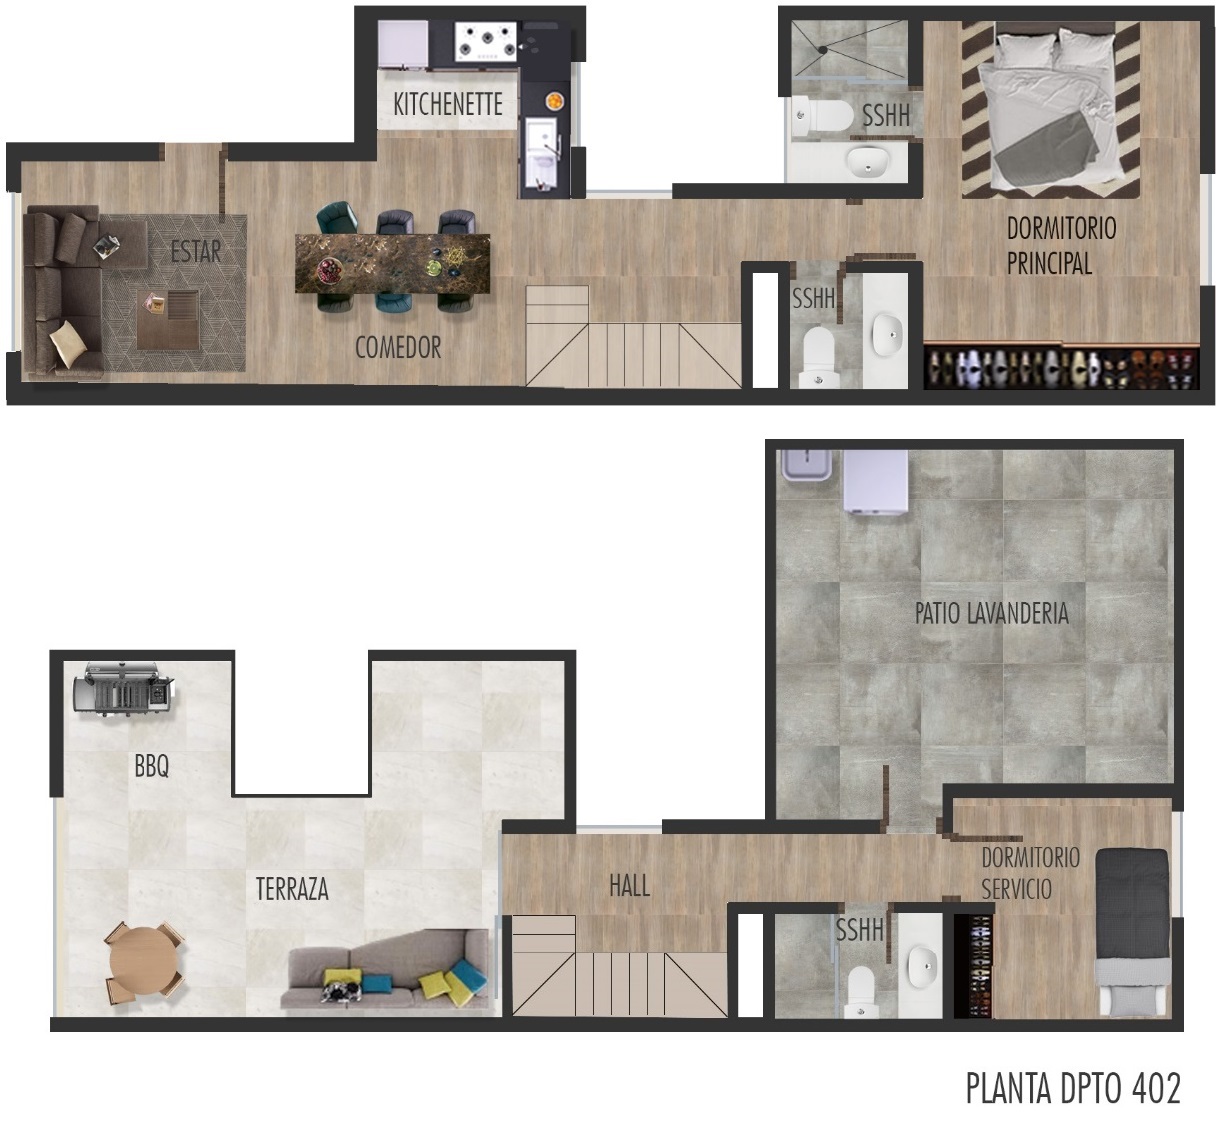 KITCHENETTE
SSHH
ESTAR
DORMITORIO
PRINCIPAL
SSHH
COMEDOR
PATIO LAVANDERIA
BBQ
TERRAZA
HALL
DORMITORIO
SERVICIO
SSHH
PLANTA DPTO 402